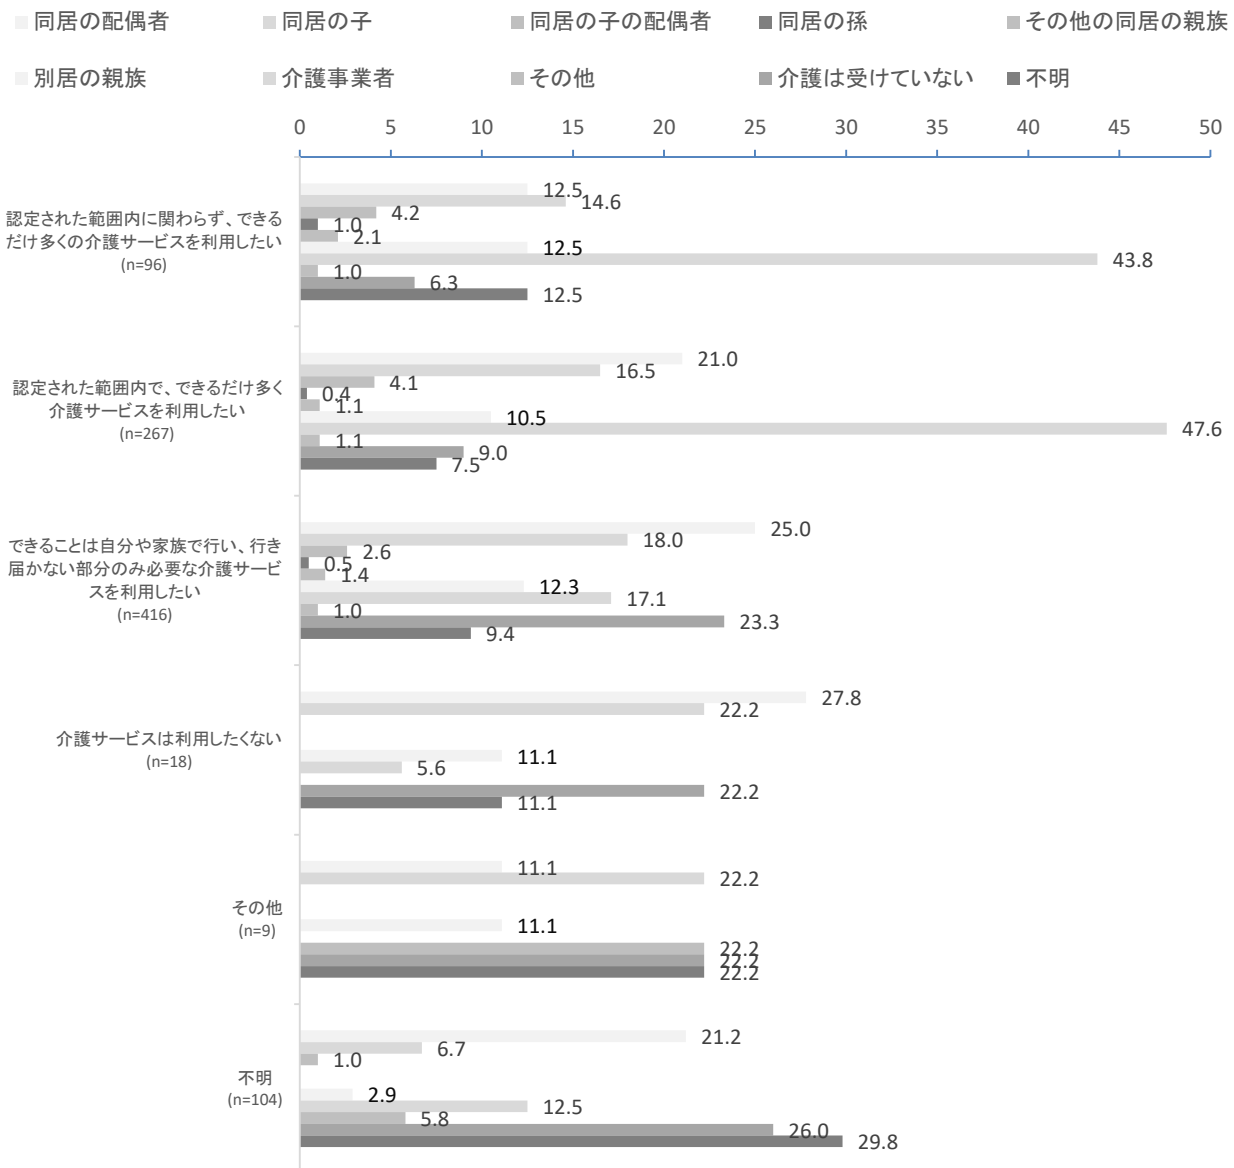 同居の配偶者 同居の子 同居の子の配偶者 同居の孫 その他の同居の親族
別居の親族 介護事業者 その他 介護は受けていない 不明
0 5 10 15 20 25 30 35 40 45 50
認定された範囲内に関わらず、できる
だけ多くの介護サービスを利用したい
(n=96)
12.5
14.6
4.2
1.0
2.1
12.5
43.8
1.0
6.3
12.5
認定された範囲内で、できるだけ多く
介護サービスを利用したい
(n=267)
21.0
16.5
4.1
0.4
1.1
10.5
47.6
1.1
9.0
7.5
できることは自分や家族で行い、行き
届かない部分のみ必要な介護サービ
スを利用したい
(n=416)
25.0
18.0
2.6
0.5
1.4
12.3
17.1
1.0
23.3
9.4
介護サービスは利用したくない
(n=18)
27.8
22.2
11.1
5.6
22.2
11.1
その他
(n=9)
11.1
22.2
11.1
22.2
22.2
22.2
不明
(n=104)
21.2
6.7
1.0
2.9
12.5
5.8
26.0
29.8